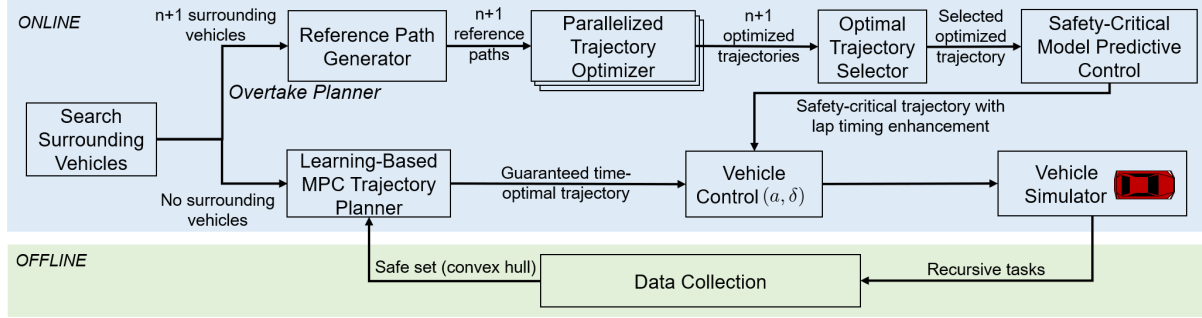 ONLINE
n+1 surrounding
vehicles
Reference Path
Generator
n+1
reference
paths
Parallelized
Trajectory
Optimizer
n+1
optimized
trajectories
Optimal
Trajectory
Selector
Selected
optimized
trajectory
Safety-Critical
Model Predictive
Control
Overtake Planner
Search
Surrounding
Vehicles
Safety-critical trajectory with
lap timing enhancement
No surrounding
vehicles
Learning-Based
MPC Trajectory
Planner
Guaranteed time-
optimal trajectory
Vehicle
Control (a, δ)
Vehicle
Simulator
OFFLINE
Safe set (convex hull)
Data Collection
Recursive tasks